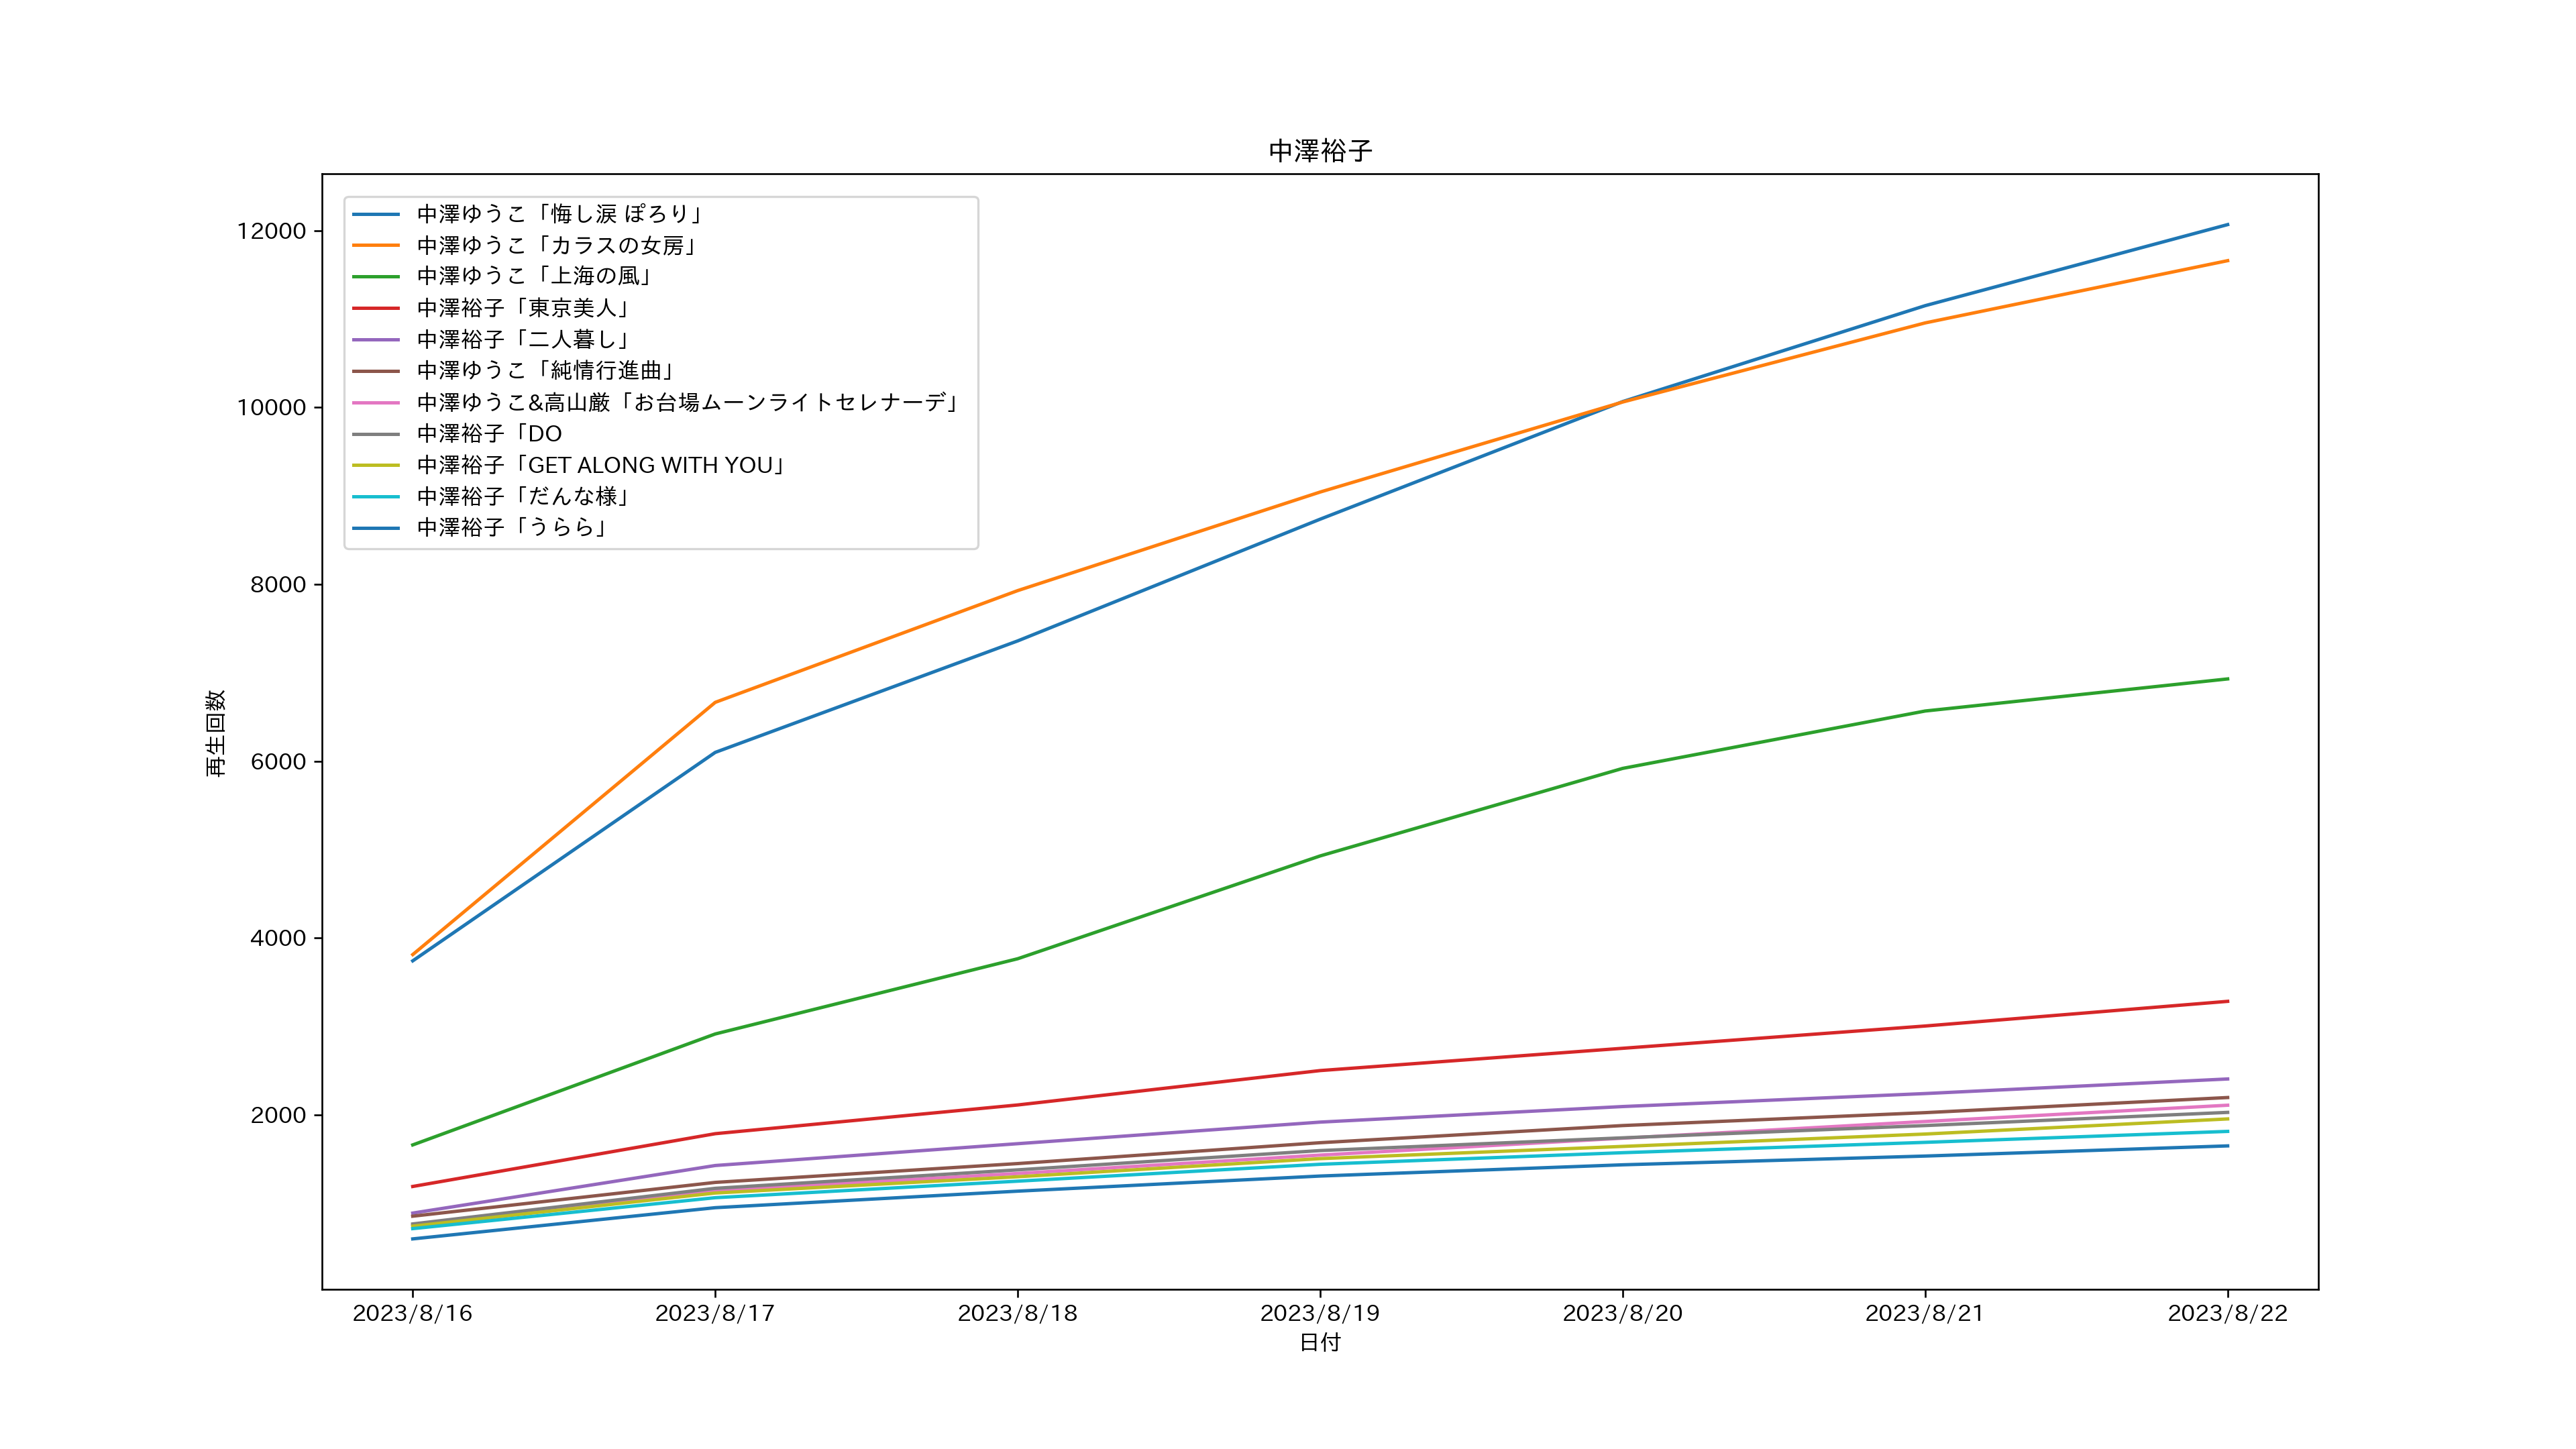 中澤裕子
中澤ゆうこ「悔し涙 ぽろり」
中澤ゆうこ「カラスの女房」
中澤ゆうこ「上海の風」
中澤裕子「東京美人」
中澤裕子「二人暮し」
中澤ゆうこ「純情行進曲」
中澤ゆうこ&高山厳「お台場ムーンライトセレナーデ」
中澤裕子「DO
中澤裕子「GET ALONG WITH YOU」
中澤裕子「だんな様」
中澤裕子「うらら」
12000
10000
8000
6000
4000
2000
再生回数
2023/8/16 2023/8/17 2023/8/18 2023/8/19 2023/8/20 2023/8/21 2023/8/22
日付